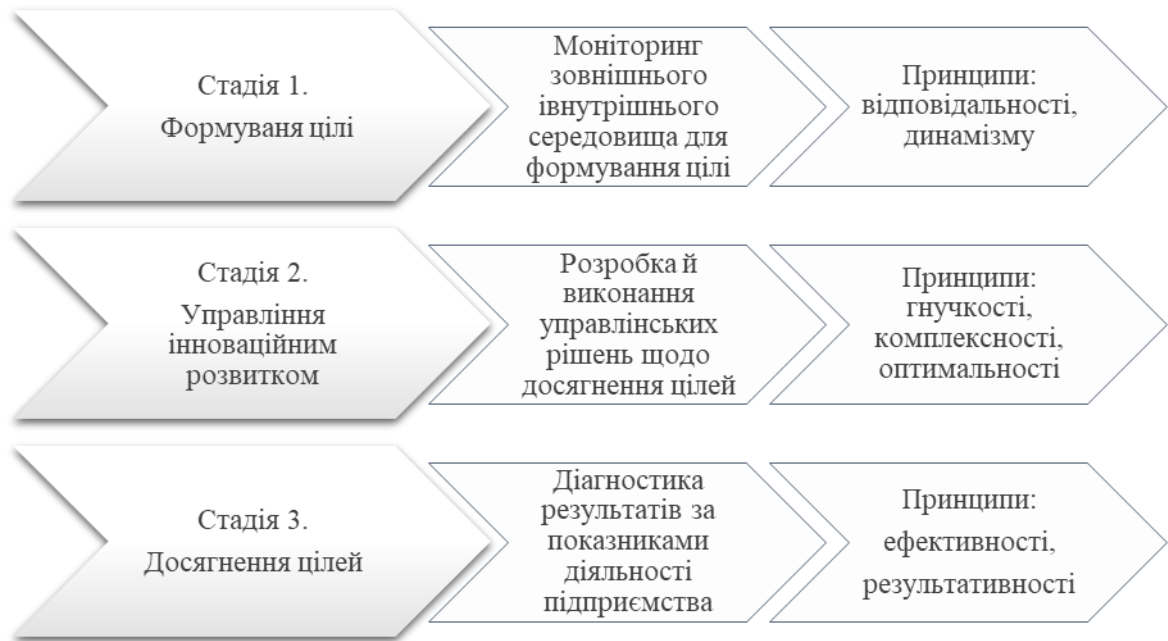 Стадія 1.
Формуваня цілі
Моніторинг
зовнішнього
івнутрішнього
середовища для
формування цілі
Принципи:
відповідальності,
динамізму
Стадія 2.
Управління
інноваційним
розвитком
Розробка й
виконання
управлінських
рішень щодо
досягнення цілей
Принципи:
гнучкості,
комплексності,
оптимальності
Стадія 3.
Досягнення цілей
Діагностика
результатів за
показниками
діяльності
підприємства
Принципи:
ефективності,
результативності